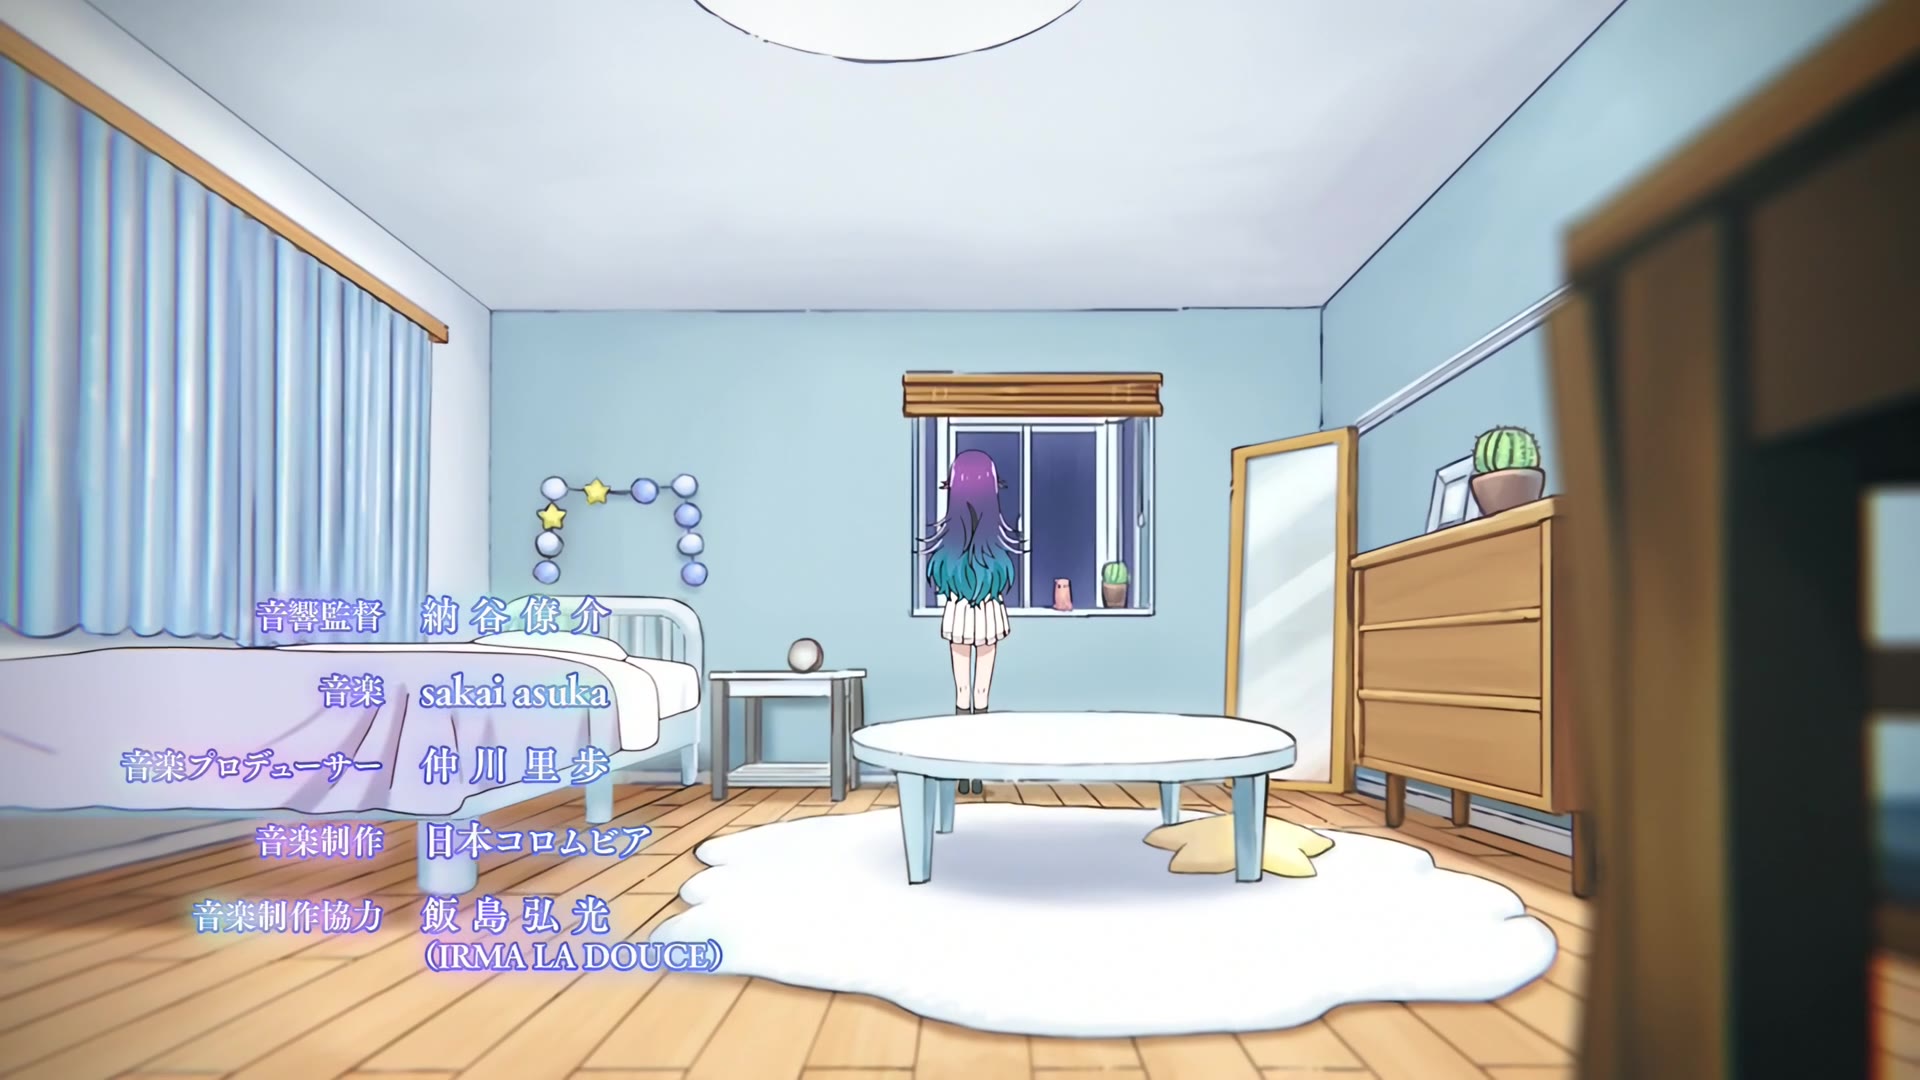 音響監督 納谷僚介
音楽 sakai asuka
音楽プロデューサー 仲川里歩
音楽制作 日本コロムビア
音楽制作協力 飯島弘光
(IRMA LA DOUCE)